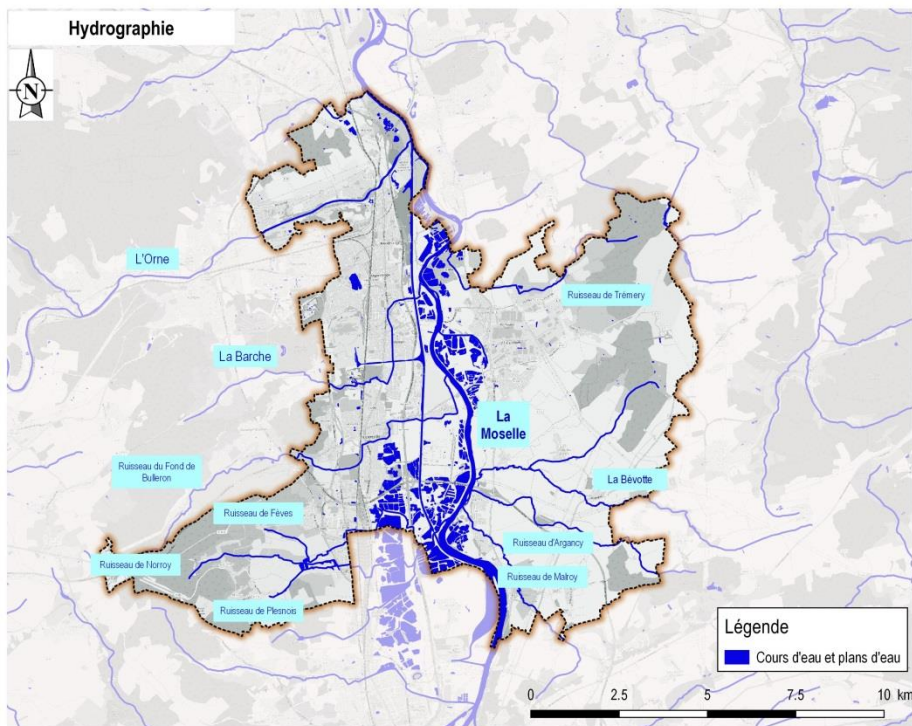 Hydrographie
N
L'Orne
Ruisseau de Trémery
La Barche
La
Moselle
Ruisseau du Fond de
Bulleron
La Bévotte
Ruisseau de Fèves
Ruisseau d'Argancy
Ruisseau de Norroy
Ruisseau de Malroy
Ruisseau de Plesnois
Légende
Cours d'eau et plans d'eau
0 2.5 5 7.5 10 km